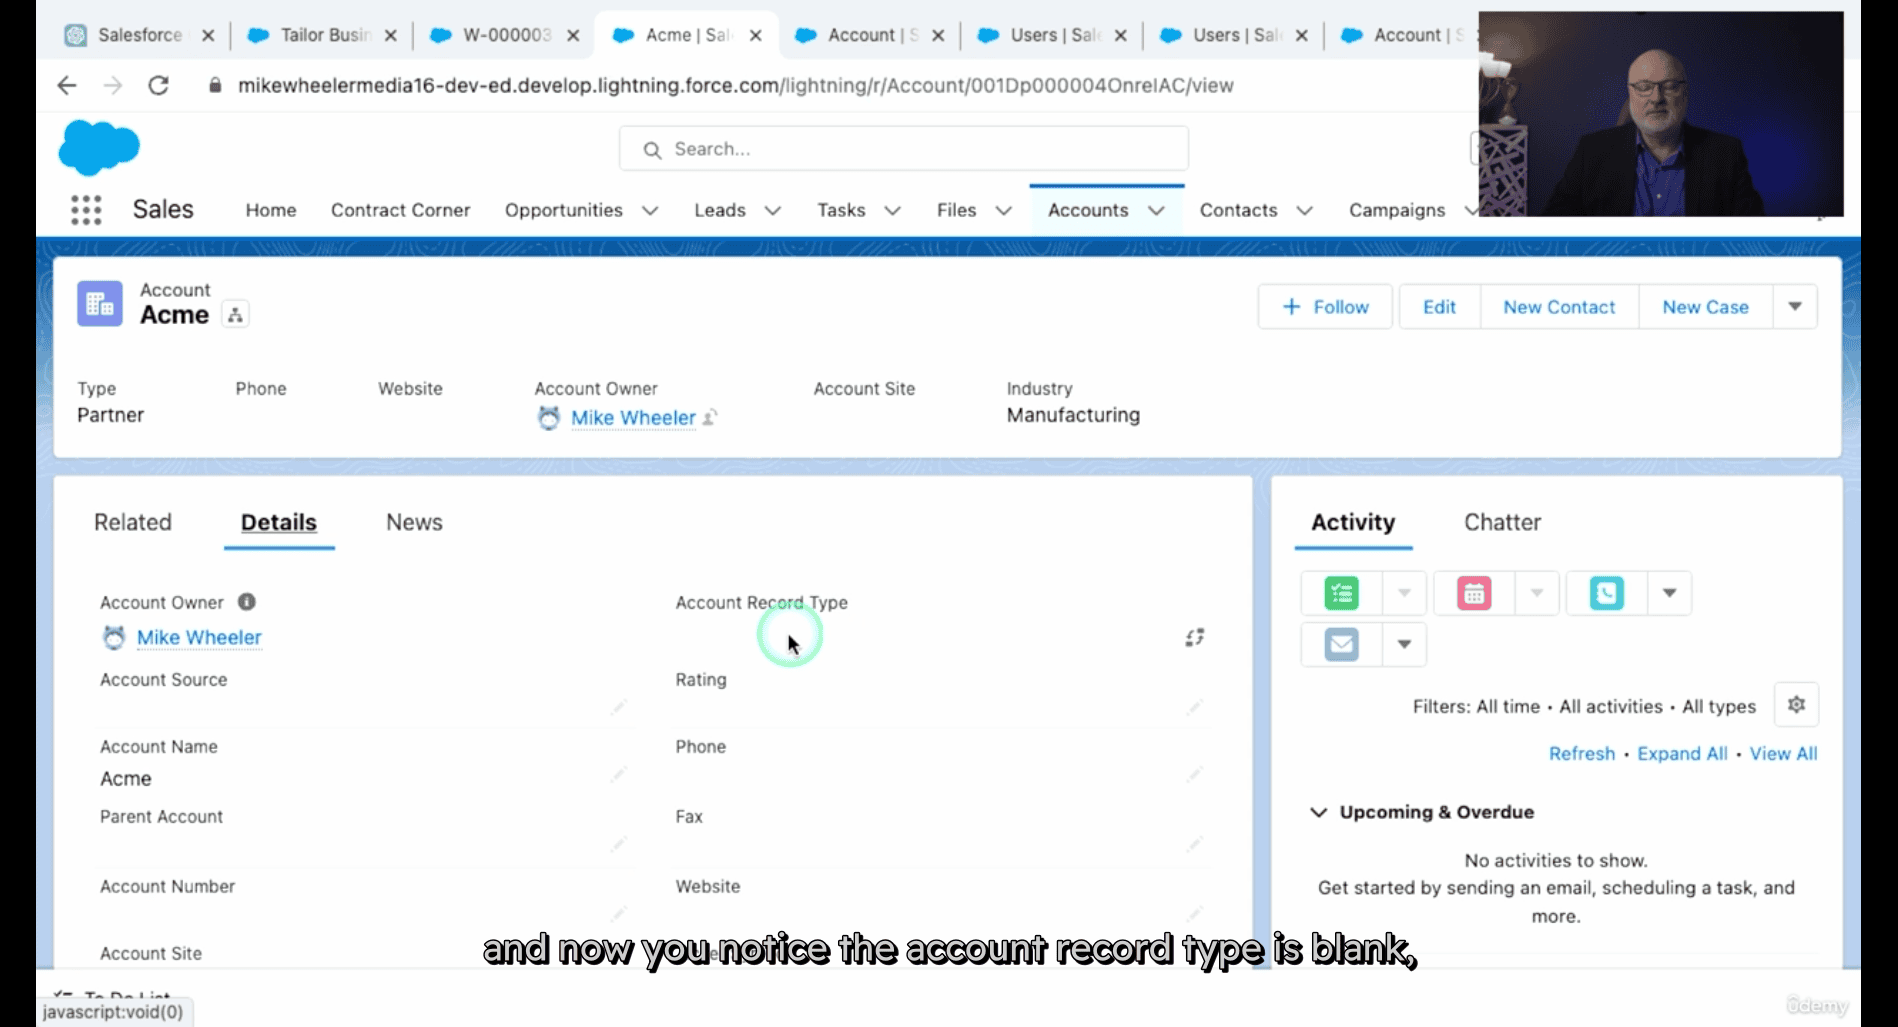 Salesforce
Tailor Busin
W-000003
Acme | Sal
Account | S
Users | Sal
Users | Sal
Account | S
mikewheelermedia16-dev-ed.develop.lightning.force.com/lightning/r/Account/001Dp000004OnreIAC/view
Search...
Sales
Home
Contract Corner
Opportunities
Leads
Tasks
Files
Accounts
Contacts
Campaigns
Account
Acme
+ Follow
Edit
New Contact
New Case
Type
Partner
Phone
Website
Account Owner
Mike Wheeler
Account Site
Industry
Manufacturing
Related
Details
News
Account Owner
Mike Wheeler
Account Record Type
Account Source
Rating
Account Name
Acme
Phone
Parent Account
Fax
Account Number
Website
Account Site
Activity
Chatter
Filters: All time • All activities • All types
Refresh • Expand All • View All
Upcoming & Overdue
No activities to show.
Get started by sending an email, scheduling a task, and
more.
and now you notice the account record type is blank,
To Do List
javascript:void(0)
ûdemy